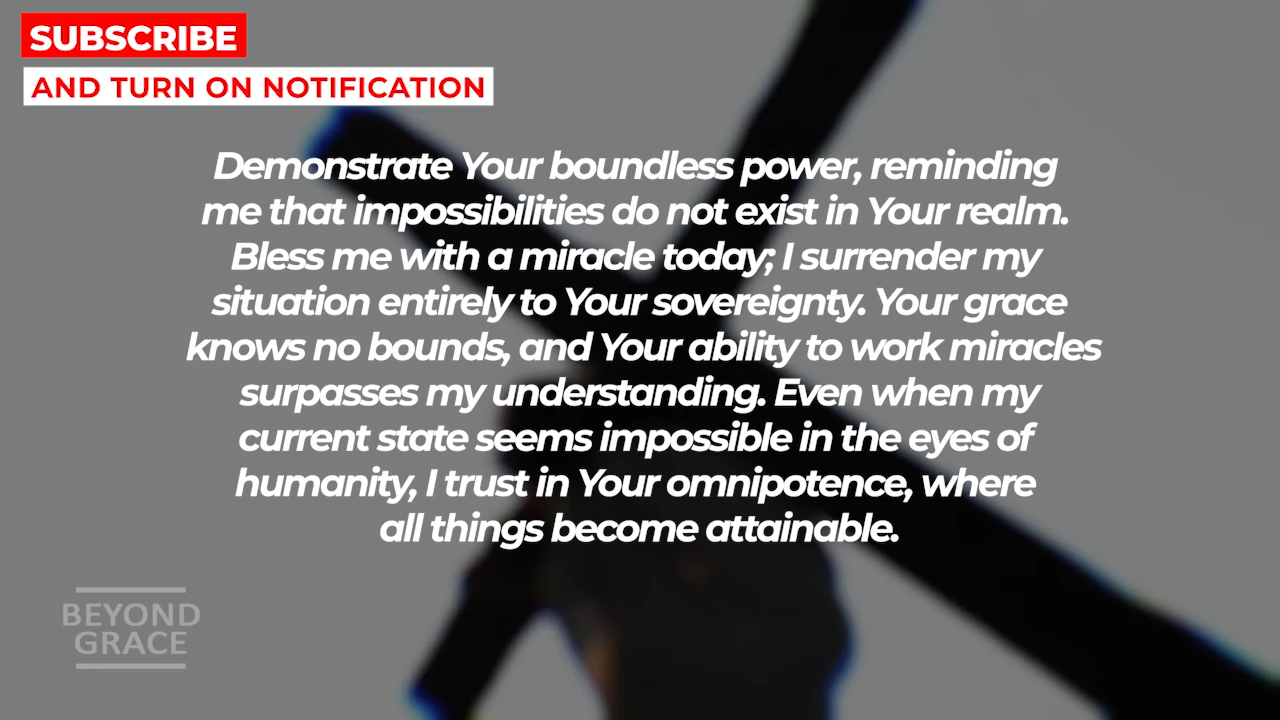 SUBSCRIBE
AND TURN ON NOTIFICATION
Demonstrate Your boundless power, reminding
me that impossibilities do not exist in Your realm.
Bless me with a miracle today; I surrender my
situation entirely to Your sovereignty. Your grace
knows no bounds, and Your ability to work miracles
surpasses my understanding. Even when my
current state seems impossible in the eyes of
humanity, I trust in Your omnipotence, where
all things become attainable.
BEYOND
GRACE